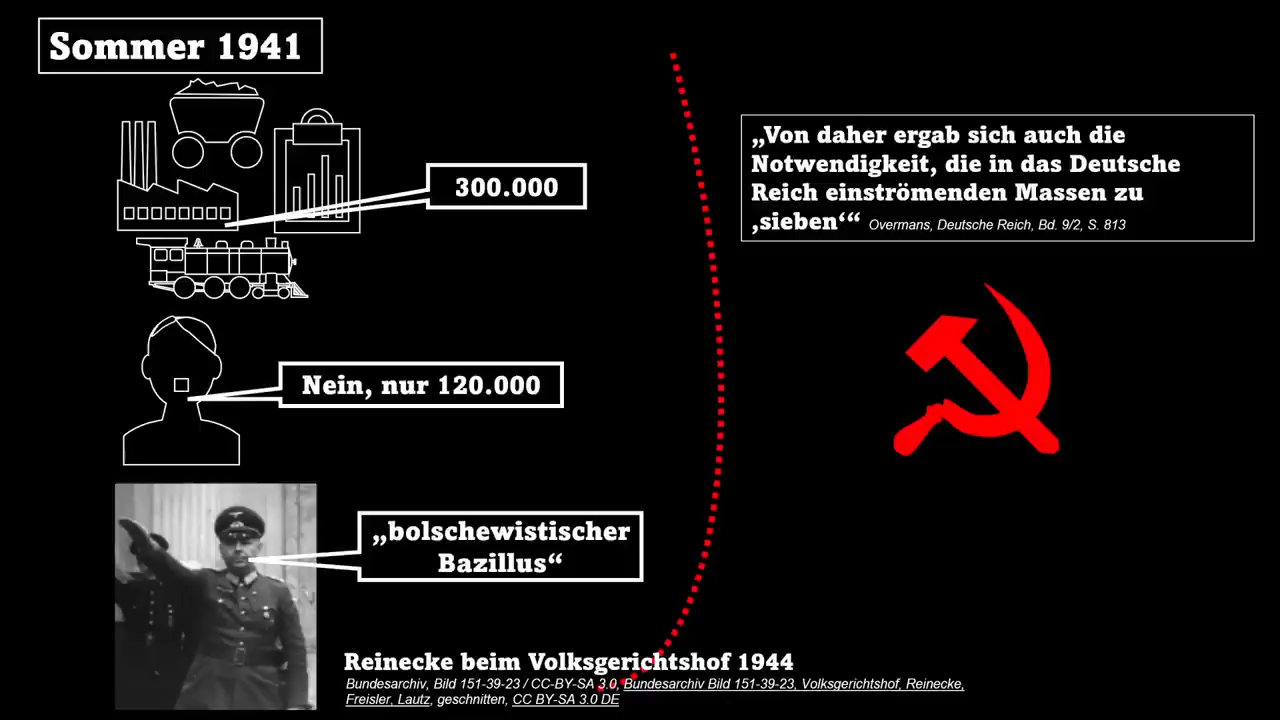 Sommer 1941
300.000
„Von daher ergab sich auch die
Notwendigkeit, die in das Deutsche
Reich einströmenden Massen zu
‚sieben‘“ Overmans, Deutsche Reich, Bd. 9/2, S. 813
Nein, nur 120.000
„bolschewistischer
Bazillus“
Reinecke beim Volksgerichtshof 1944
Bundesarchiv, Bild 151-39-23 / CC-BY-SA 3.0, Bundesarchiv Bild 151-39-23, Volksgerichtshof, Reinecke,
Freisler, Lautz, geschnitten, CC BY-SA 3.0 DE